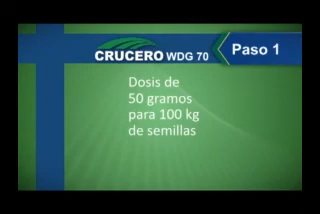 CRUCERO WDG 70
Paso 1
Dosis de
50 gramos
para 100 kg
de semillas